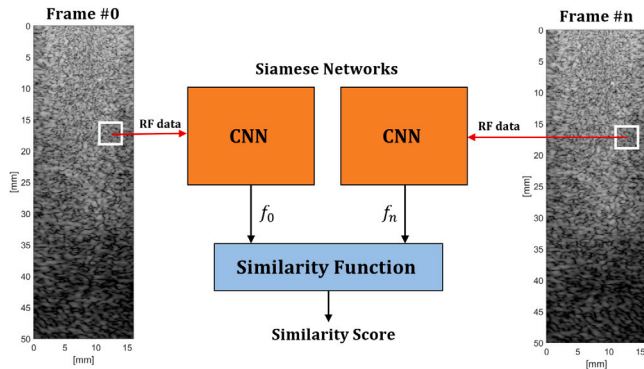 Frame #0
Frame #n
0
5
10
15
20
25
30
35
40
45
50
[mm]
0
5
10
15
[mm]
Siamese Networks
RF data
CNN
CNN
RF data
f₀
fₙ
Similarity Function
Similarity Score
0
5
10
15
20
25
30
35
40
45
50
[mm]
0
5
10
15
[mm]